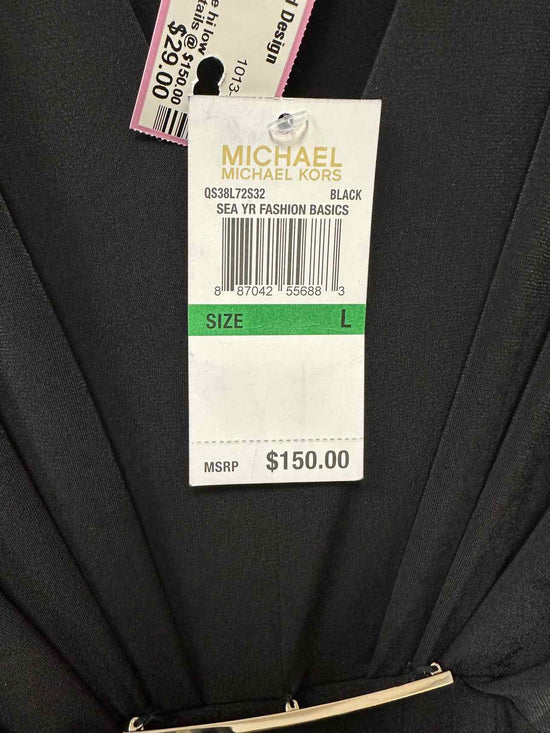 d Design
e hi low
tails @ $150.00
$29.00
1013-
MICHAEL
MICHAEL KORS
QS38L72S32 BLACK
SEA YR FASHION BASICS
8 87042 55688 3
SIZE L
MSRP $150.00